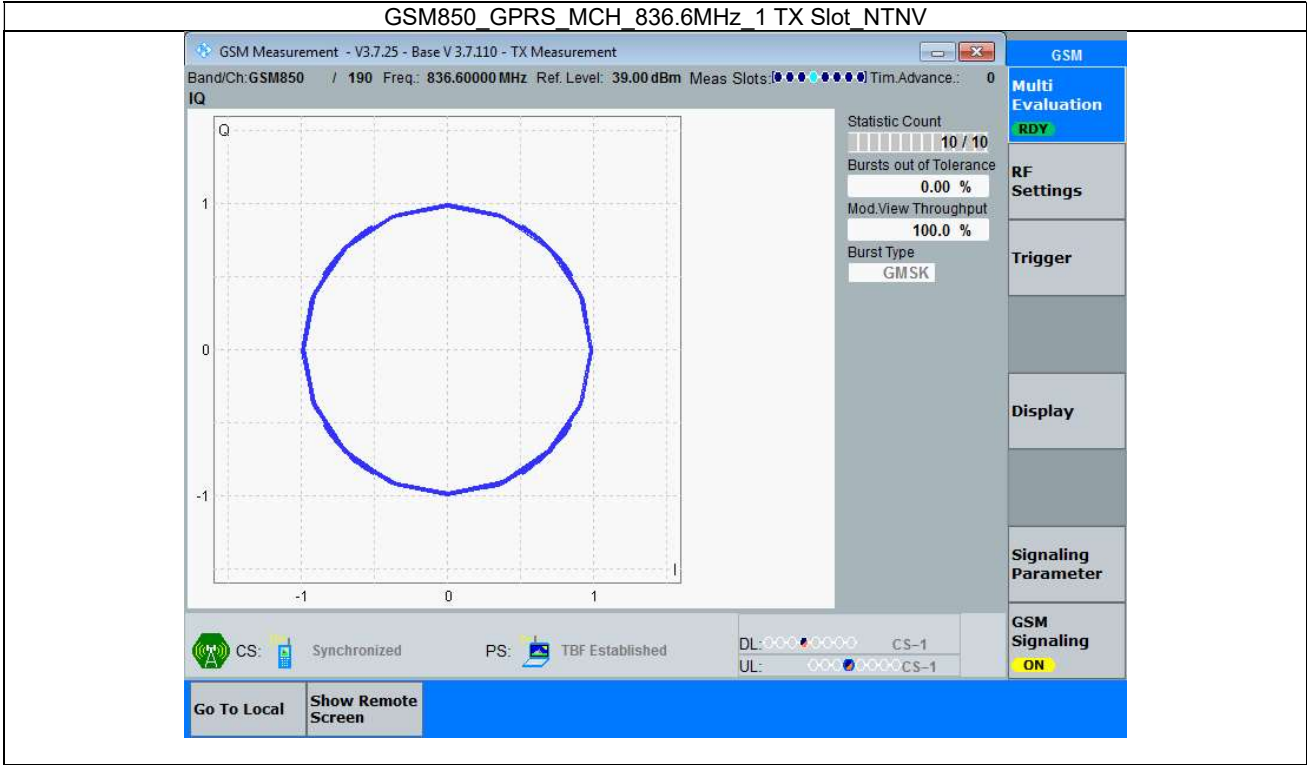 GSM850_GPRS_MCH_836.6MHz_1 TX Slot_NTNV
GSM Measurement - V3.7.25 - Base V 3.7.110 - TX Measurement
GSM
Band/Ch:GSM850 / 190 Freq.: 836.60000 MHz Ref. Level: 39.00 dBm Meas Slots: Tim.Advance.: 0
IQ
Multi
Evaluation
RDY
Q
Statistic Count
10 / 10
Bursts out of Tolerance
0.00 %
Mod.View Throughput
100.0 %
Burst Type
GMSK
RF
Settings
Trigger
Display
1
0
-1
I
-1 0 1
Signaling
Parameter
GSM
Signaling
ON
CS: Synchronized PS: TBF Established DL: CS-1
UL: CS-1
Go To Local
Show Remote
Screen